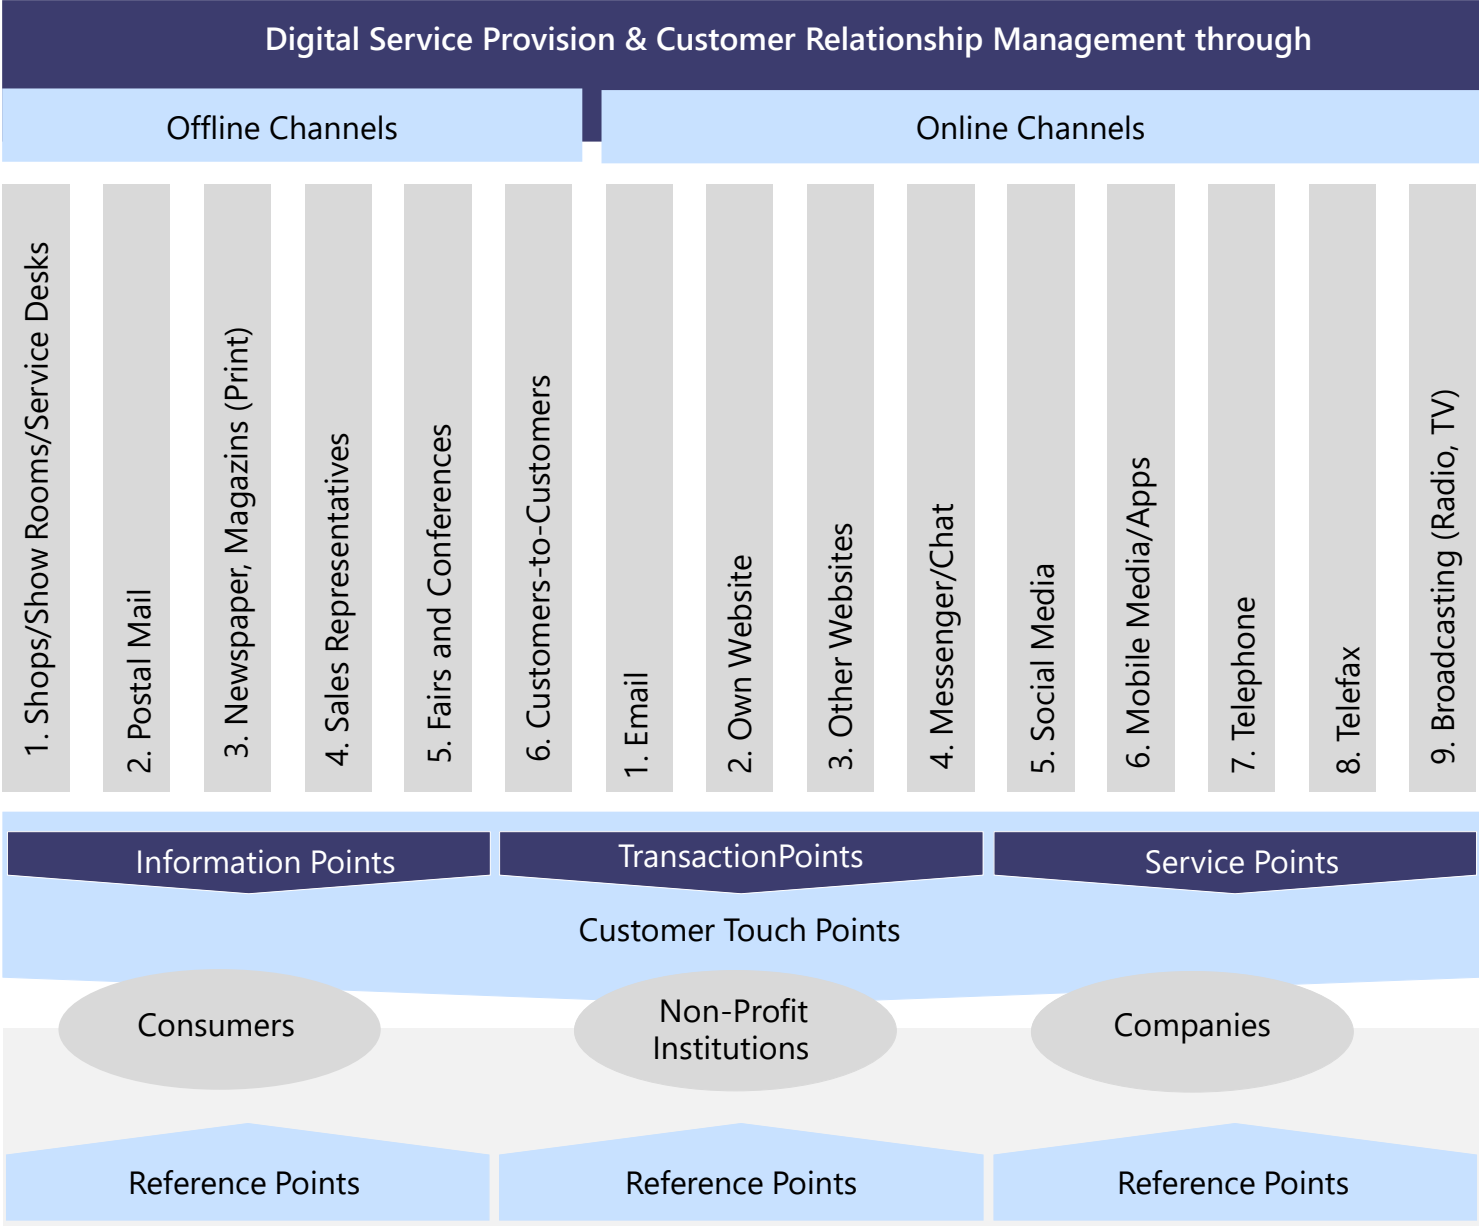 Digital Service Provision & Customer Relationship Management through
Offline Channels
Online Channels
1. Shops/Show Rooms/Service Desks
2. Postal Mail
3. Newspaper, Magazins (Print)
4. Sales Representatives
5. Fairs and Conferences
6. Customers-to-Customers
1. Email
2. Own Website
3. Other Websites
4. Messenger/Chat
5. Social Media
6. Mobile Media/Apps
7. Telephone
8. Telefax
9. Broadcasting (Radio, TV)
Information Points
TransactionPoints
Service Points
Customer Touch Points
Consumers
Non-Profit
Institutions
Companies
Reference Points
Reference Points
Reference Points